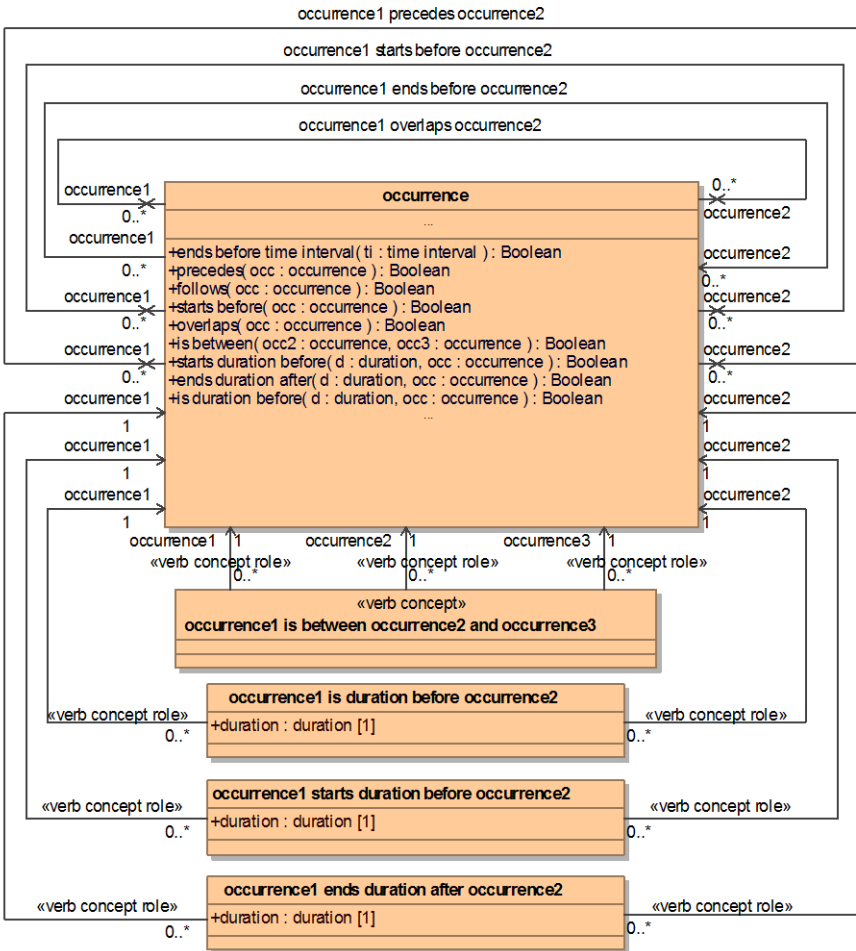 occurrence1 precedes occurrence2
occurrence1 starts before occurrence2
occurrence1 ends before occurrence2
occurrence1 overlaps occurrence2
occurrence1
0..*
occurrence
0..*
occurrence2
...
occurrence1
0..*
+ends before time interval( ti : time interval ) : Boolean
+precedes( occ : occurrence ) : Boolean
+follows( occ : occurrence ) : Boolean
+starts before( occ : occurrence ) : Boolean
+overlaps( occ : occurrence ) : Boolean
+is between( occ2 : occurrence, occ3 : occurrence ) : Boolean
+starts duration before( d : duration, occ : occurrence ) : Boolean
+ends duration after( d : duration, occ : occurrence ) : Boolean
+is duration before( d : duration, occ : occurrence ) : Boolean
...
occurrence2
0..*
occurrence1
0..*
occurrence2
0..*
occurrence1
0..*
occurrence2
0..*
occurrence1
1
occurrence2
1
occurrence1
1
occurrence2
1
occurrence1
1
occurrence2
1
occurrence1
1
occurrence2
1
occurrence3
1
«verb concept role»
«verb concept role»
«verb concept role»
0..*
0..*
0..*
«verb concept»
occurrence1 is between occurrence2 and occurrence3
occurrence1 is duration before occurrence2
+duration : duration [1]
«verb concept role»
0..*
«verb concept role»
0..*
occurrence1 starts duration before occurrence2
+duration : duration [1]
«verb concept role»
0..*
«verb concept role»
0..*
occurrence1 ends duration after occurrence2
+duration : duration [1]
«verb concept role»
0..*
«verb concept role»
0..*